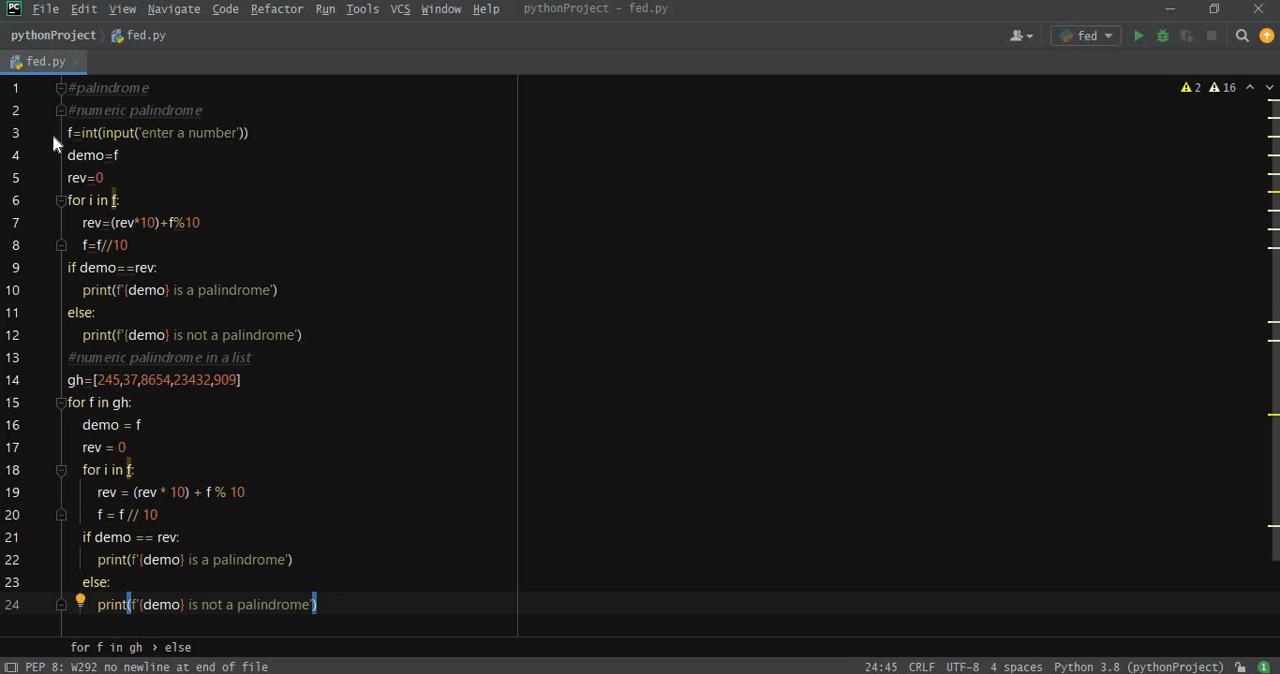 PC File Edit View Navigate Code Refactor Run Tools VCS Window Help pythonProject - fed.py
pythonProject fed.py fed
fed.py
2 16
1 #palindrome
2 #numeric palindrome
3 f=int(input('enter a number'))
4 demo=f
5 rev=0
6 for i in f:
7 rev=(rev*10)+f%10
8 f=f//10
9 if demo==rev:
10 print(f'{demo} is a palindrome')
11 else:
12 print(f'{demo} is not a palindrome')
13 #numeric palindrome in a list
14 gh=[245,37,8654,23432,909]
15 for f in gh:
16 demo = f
17 rev = 0
18 for i in f:
19 rev = (rev * 10) + f % 10
20 f = f // 10
21 if demo == rev:
22 print(f'{demo} is a palindrome')
23 else:
24 print(f'{demo} is not a palindrome')
for f in gh › else
PEP 8: W292 no newline at end of file 24:45 CRLF UTF-8 4 spaces Python 3.8 (pythonProject) 1